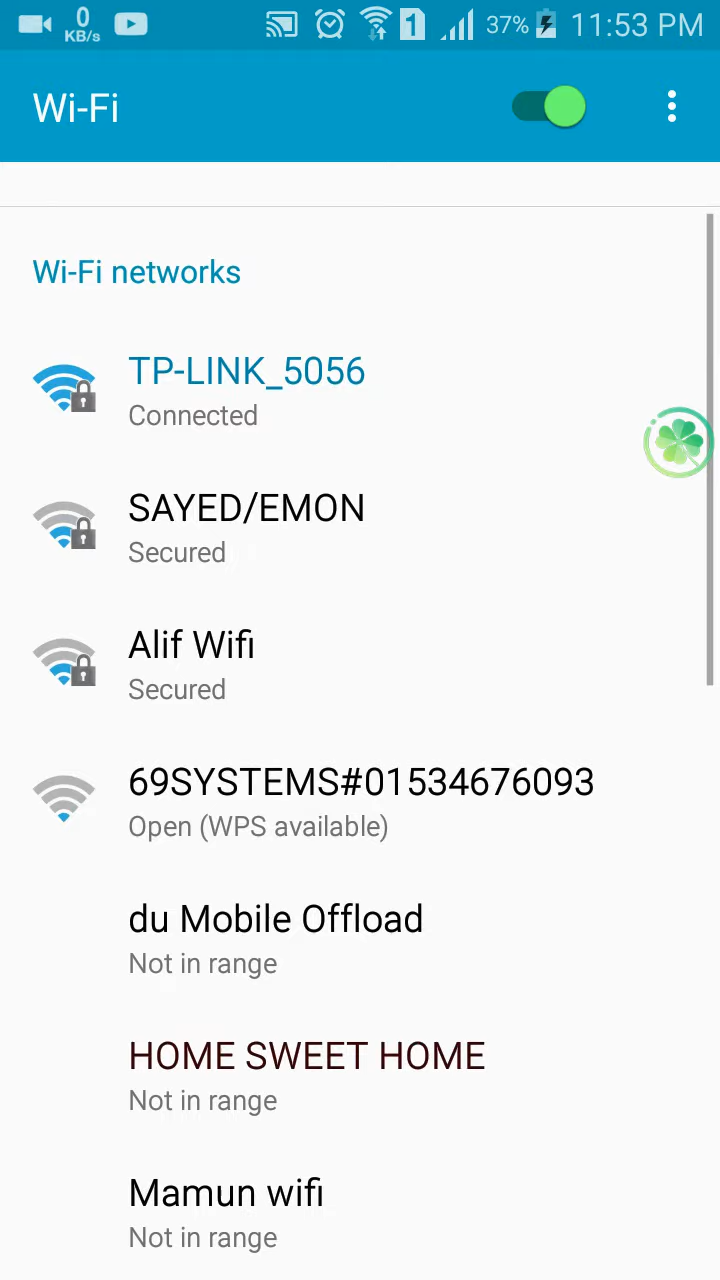 0 KB/s 1 37% 11:53 PM
Wi-Fi
Wi-Fi networks
TP-LINK_5056
Connected
SAYED/EMON
Secured
Alif Wifi
Secured
69SYSTEMS#01534676093
Open (WPS available)
du Mobile Offload
Not in range
HOME SWEET HOME
Not in range
Mamun wifi
Not in range